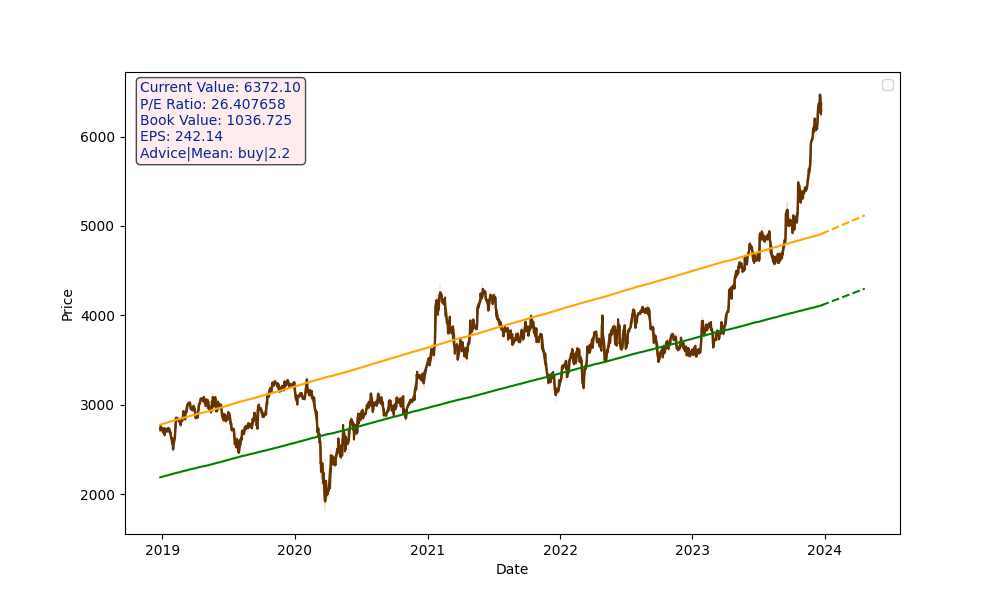 Current Value: 6372.10
P/E Ratio: 26.407658
Book Value: 1036.725
EPS: 242.14
Advice|Mean: buy|2.2
6000
5000
4000
3000
2000
Price
2019 2020 2021 2022 2023 2024
Date